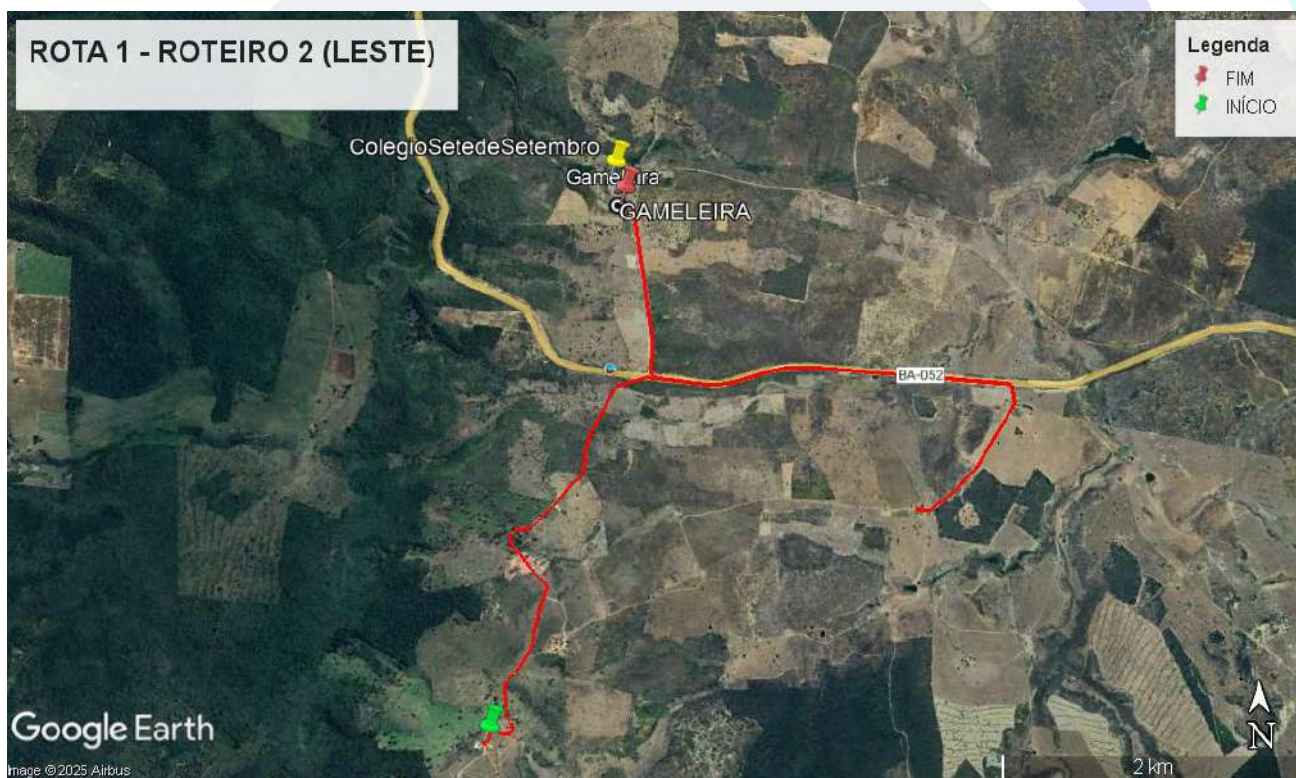 ROTA 1 - ROTEIRO 2 (LESTE)
Legenda
FIM
INÍCIO
ColegioSetedeSetembro
Gameleira
GAMELEIRA
BA-052
Google Earth
N
Image ©2025 Airbus
2 km